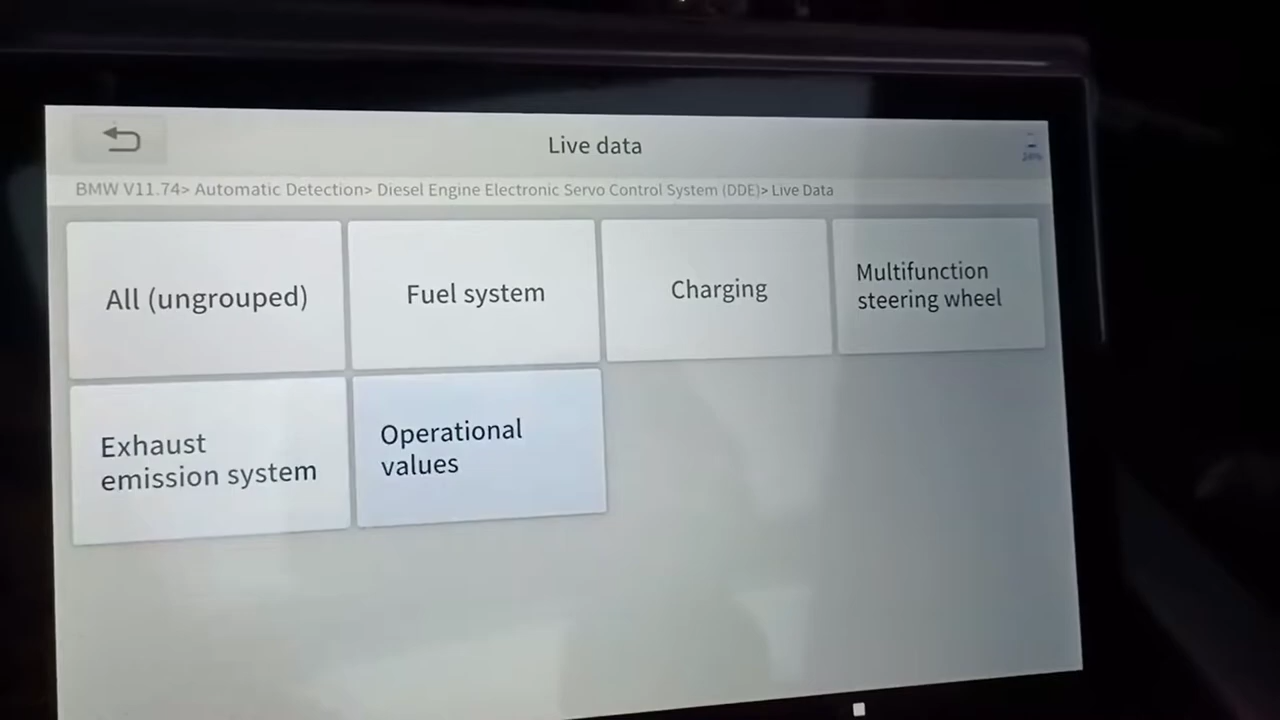 Live data
BMW V11.74> Automatic Detection> Diesel Engine Electronic Servo Control System (DDE)> Live Data
All (ungrouped)
Fuel system
Charging
Multifunction
steering wheel
Exhaust
emission system
Operational
values